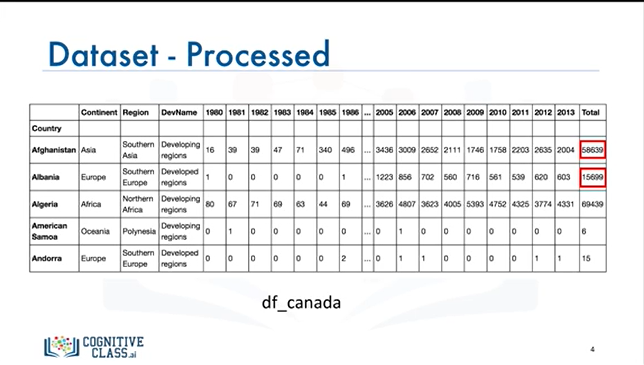 Dataset - Processed
Continent Region DevName 1980 1981 1982 1983 1984 1985 1986 ... 2005 2006 2007 2008 2009 2010 2011 2012 2013 Total
Country
Afghanistan Asia Southern Asia Developing regions 16 39 39 47 71 340 496 ... 3436 3009 2652 2111 1746 1758 2203 2635 2004 58639
Albania Europe Southern Europe Developed regions 1 0 0 0 0 0 1 ... 1223 856 702 560 716 561 539 620 603 15699
Algeria Africa Northern Africa Developing regions 80 67 71 69 63 44 69 ... 3626 4807 3623 4005 5393 4752 4325 3774 4331 69439
American Samoa Oceania Polynesia Developing regions 0 1 0 0 0 0 0 ... 0 1 0 0 0 0 0 0 0 6
Andorra Europe Southern Europe Developed regions 0 0 0 0 0 0 2 ... 0 1 1 0 0 0 0 1 1 15
df_canada
COGNITIVE
CLASS.ai
4